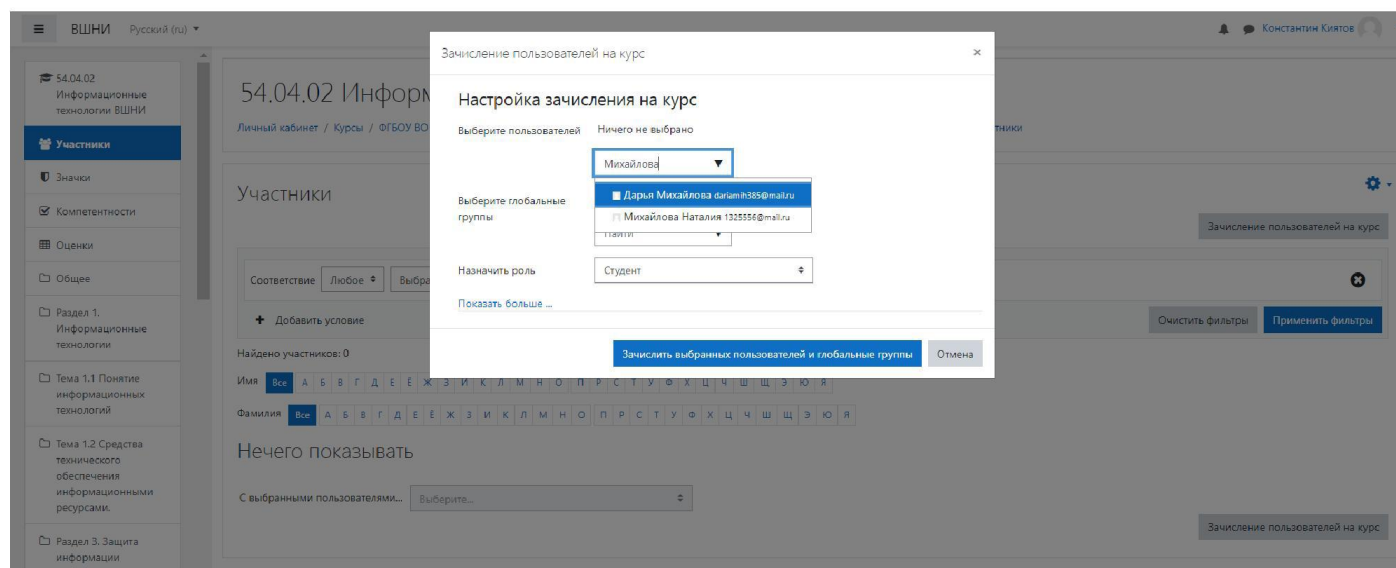 ВШНИ Русский (ru)
Константин Киятов
54.04.02
Информационные
технологии ВШНИ
Участники
Значки
Компетентности
Оценки
Общее
Раздел 1.
Информационные
технологии
Тема 1.1 Понятие
информационных
технологий
Тема 1.2 Средства
технического
обеспечения
информационными
ресурсами.
Раздел 3. Защита
информации
54.04.02 Информ
Личный кабинет / Курсы / ФГБОУ ВО
тники
Зачисление пользователей на курс
×
Настройка зачисления на курс
Выберите пользователей Ничего не выбрано
Михайлова
Дарья Михайлова dariamih385@mail.ru
Михайлова Наталия 1325556@mail.ru
Выберите глобальные
группы
Найти
Назначить роль Студент
Показать больше ...
Зачислить выбранных пользователей и глобальные группы Отмена
Участники
Зачисление пользователей на курс
Соответствие Любое Выбра
+ Добавить условие
Очистить фильтры Применить фильтры
Найдено участников: 0
Имя Все А Б В Г Д Е Ё Ж З И К Л М Н О П Р С Т У Ф Х Ц Ч Ш Щ Э Ю Я
Фамилия Все А Б В Г Д Е Ё Ж З И К Л М Н О П Р С Т У Ф Х Ц Ч Ш Щ Э Ю Я
Нечего показывать
С выбранными пользователями... Выберите...
Зачисление пользователей на курс